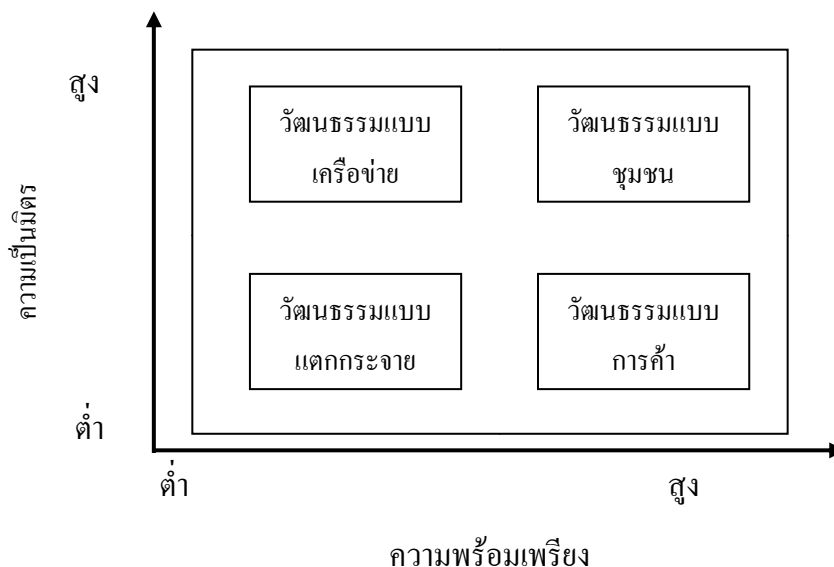 สูง
วัฒนธรรมแบบ
เครือข่าย
วัฒนธรรมแบบ
ชุมชน
ความเป็นมิตร
วัฒนธรรมแบบ
แตกกระจาย
วัฒนธรรมแบบ
การค้า
ต่ำ
ต่ำ
สูง
ความพร้อมเพรียง